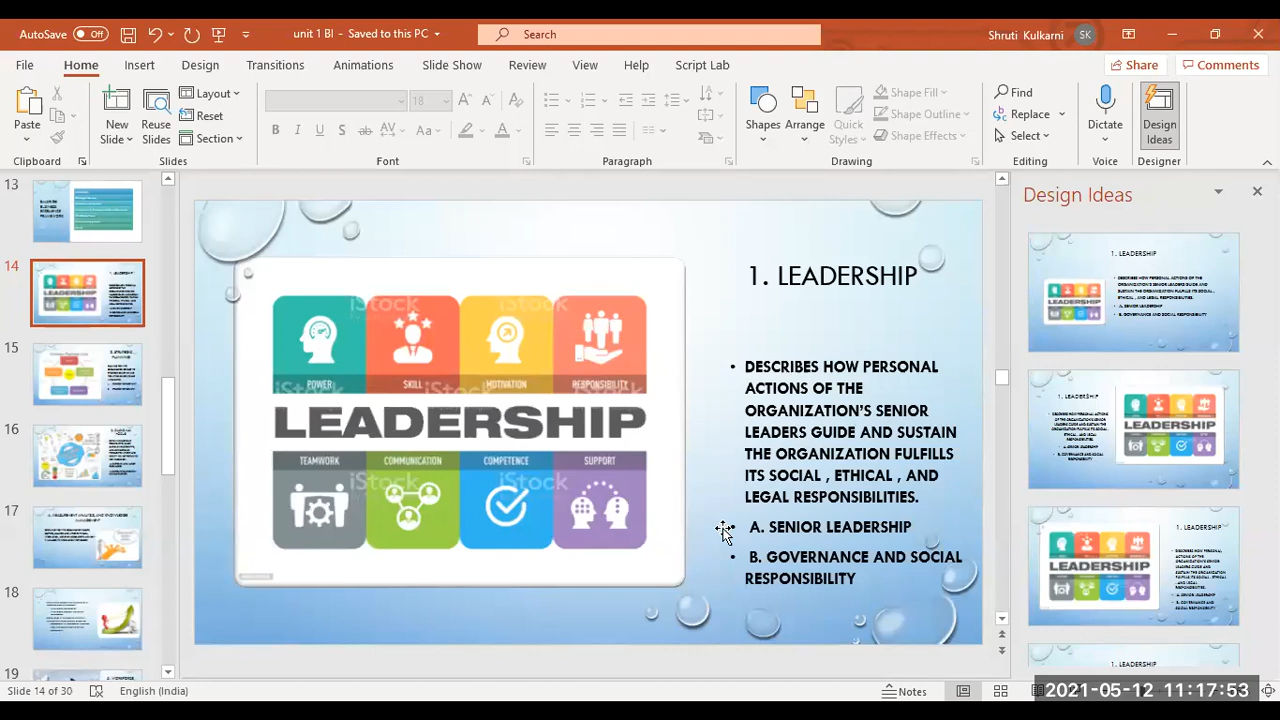 AutoSave Off unit 1 BI - Saved to this PC Search Shruti Kulkarni SK
File Home Insert Design Transitions Animations Slide Show Review View Help Script Lab Share Comments
Paste
New Slide
Reuse Slides
Layout
Reset
Section
18
Shapes
Arrange
Quick Styles
Shape Fill
Shape Outline
Shape Effects
Find
Replace
Select
Dictate
Design Ideas
Clipboard Slides Font Paragraph Drawing Editing Voice Designer
13
14
15
16
17
18
19
iStock
POWER SKILL MOTIVATION RESPONSIBILITY
LEADERSHIP
TEAMWORK COMMUNICATION COMPETENCE SUPPORT
iStock
1. LEADERSHIP
• DESCRIBES HOW PERSONAL
ACTIONS OF THE
ORGANIZATION'S SENIOR
LEADERS GUIDE AND SUSTAIN
THE ORGANIZATION FULFILLS
ITS SOCIAL , ETHICAL , AND
LEGAL RESPONSIBILITIES.
• A. SENIOR LEADERSHIP
• B. GOVERNANCE AND SOCIAL
RESPONSIBILITY
Design Ideas
1. LEADERSHIP
1. LEADERSHIP
LEADERSHIP
1. LEADERSHIP
LEADERSHIP
1. LEADERSHIP
Slide 14 of 30 English (India) Notes
2021-05-12 11:17:53